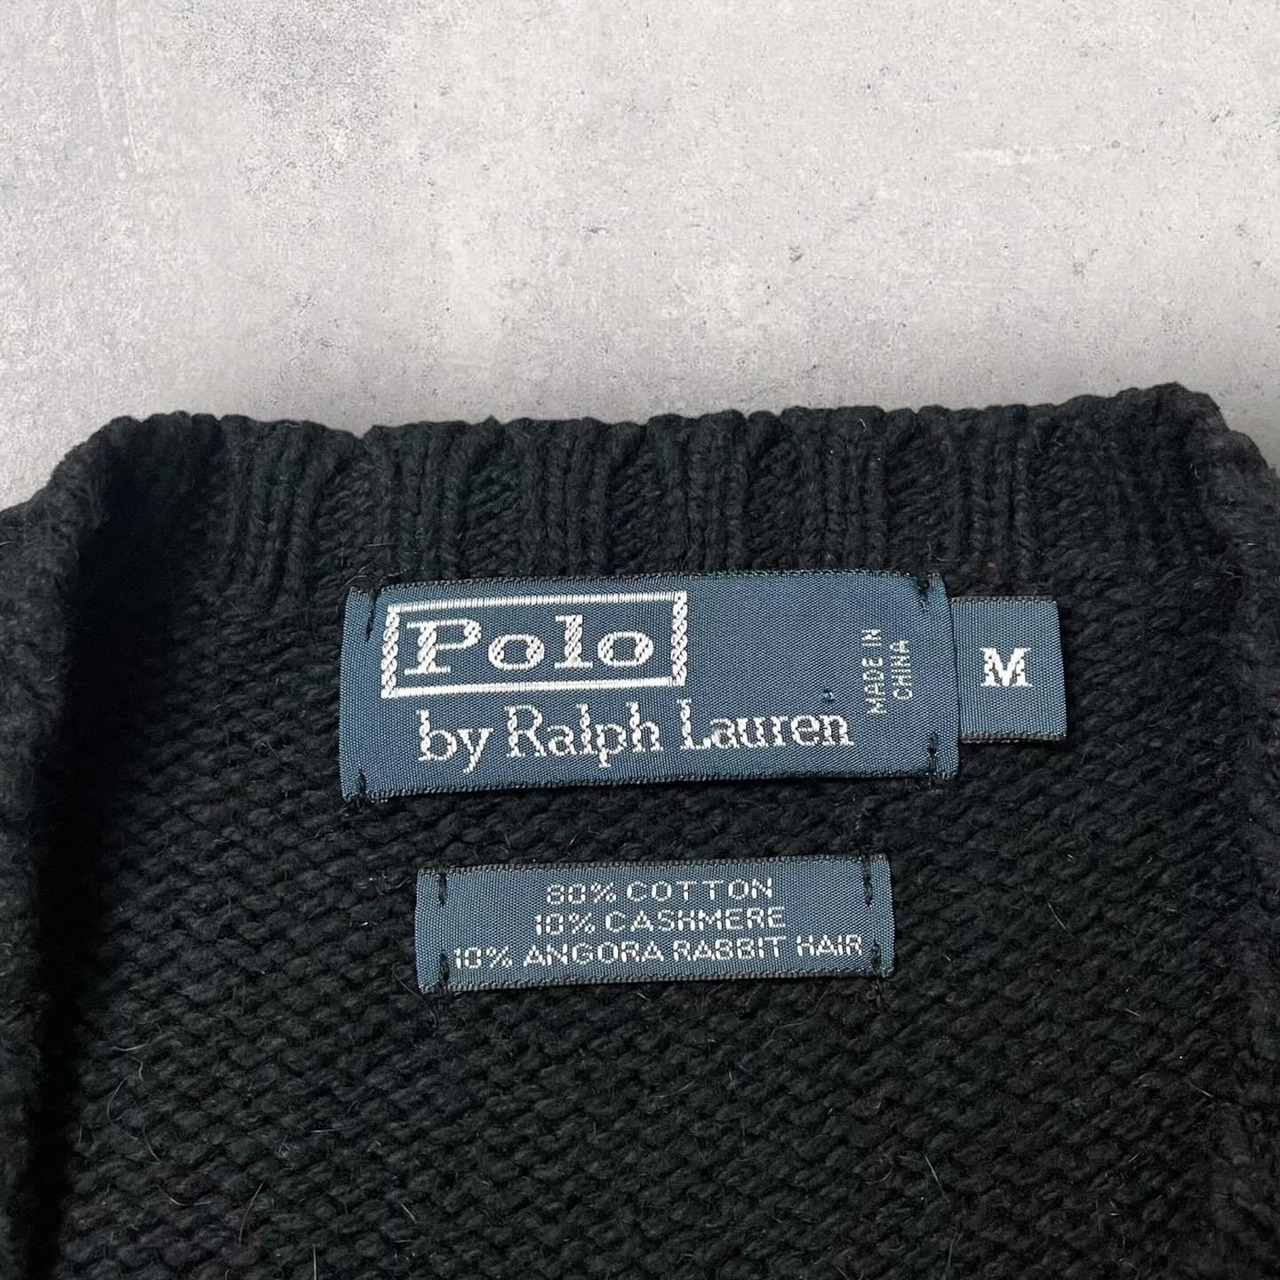 Polo
by Ralph Lauren
MADE IN
CHINA
M
80% COTTON
10% CASHMERE
10% ANGORA RABBIT HAIR